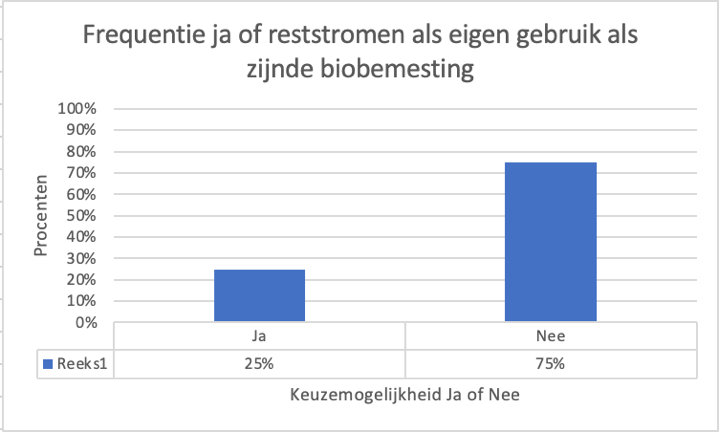 Frequentie ja of reststromen als eigen gebruik als
zijnde biobemesting
100%
90%
80%
70%
60%
50%
40%
30%
20%
10%
0%
Procenten
Ja Nee
Reeks1 25% 75%
Keuzemogelijkheid Ja of Nee